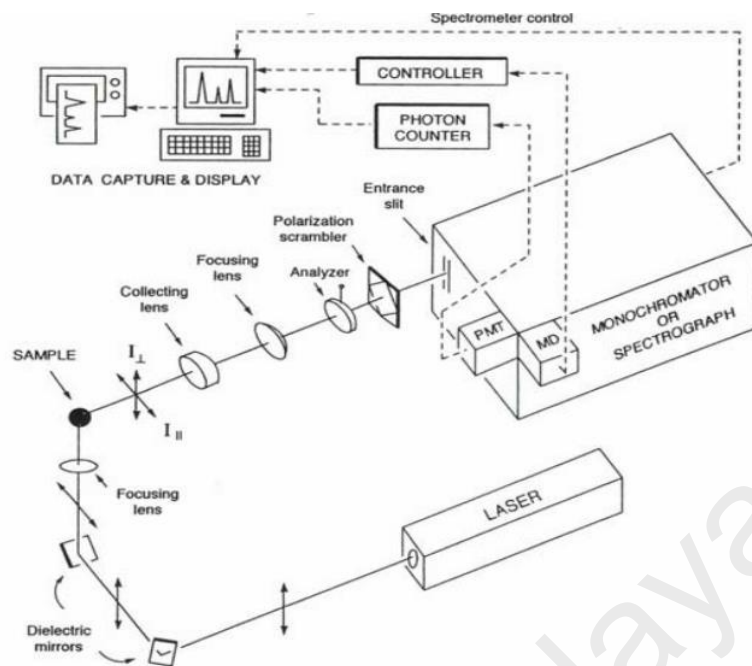 Spectrometer control
CONTROLLER
PHOTON
COUNTER
DATA CAPTURE & DISPLAY
Entrance
slit
Polarization
scrambler
Focusing
lens
Analyzer
Collecting
lens
SAMPLE
I⊥
I||
PMT
MD
MONOCHROMATOR
OR
SPECTROGRAPH
Focusing
lens
LASER
Dielectric
mirrors
laya